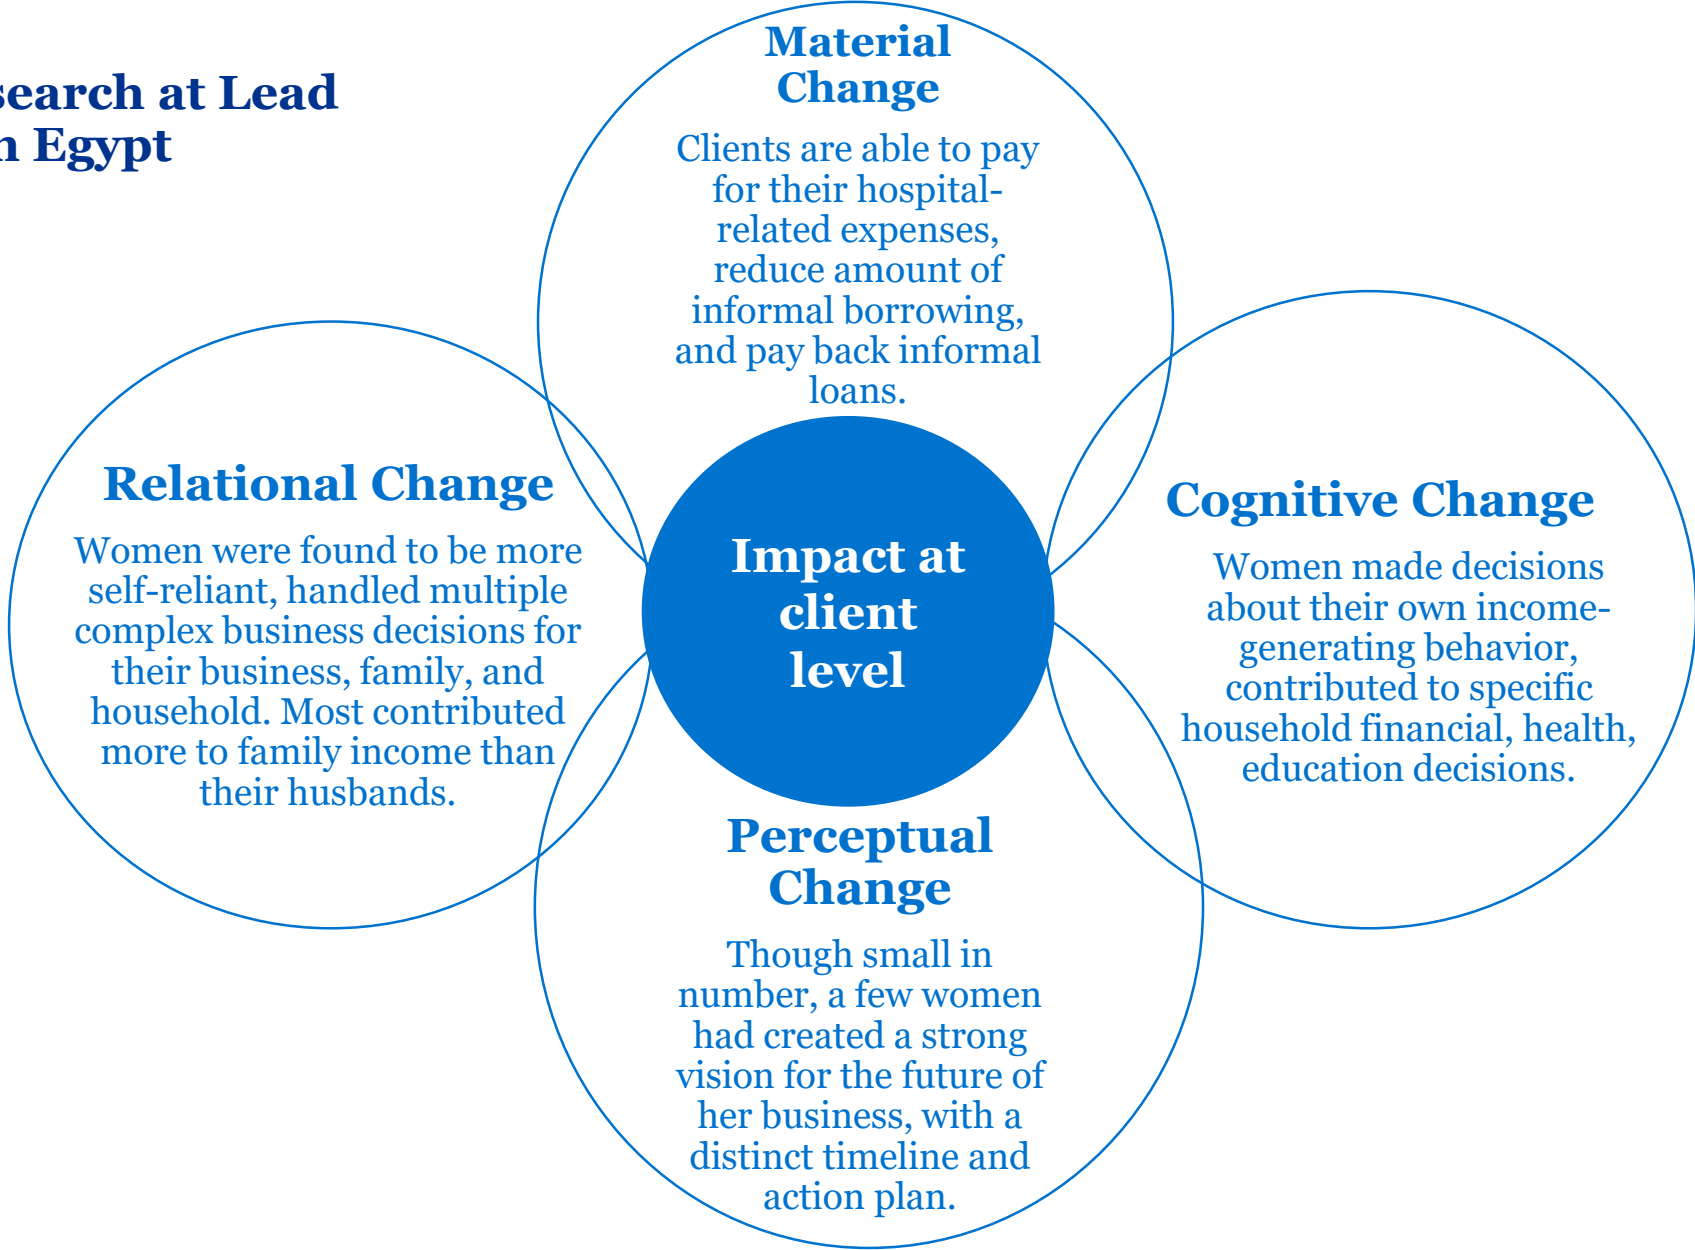 search at Lead
n Egypt
Material
Change
Clients are able to pay
for their hospital-
related expenses,
reduce amount of
informal borrowing,
and pay back informal
loans.
Relational Change
Women were found to be more
self-reliant, handled multiple
complex business decisions for
their business, family, and
household. Most contributed
more to family income than
their husbands.
Impact at
client
level
Cognitive Change
Women made decisions
about their own income-
generating behavior,
contributed to specific
household financial, health,
education decisions.
Perceptual
Change
Though small in
number, a few women
had created a strong
vision for the future of
her business, with a
distinct timeline and
action plan.